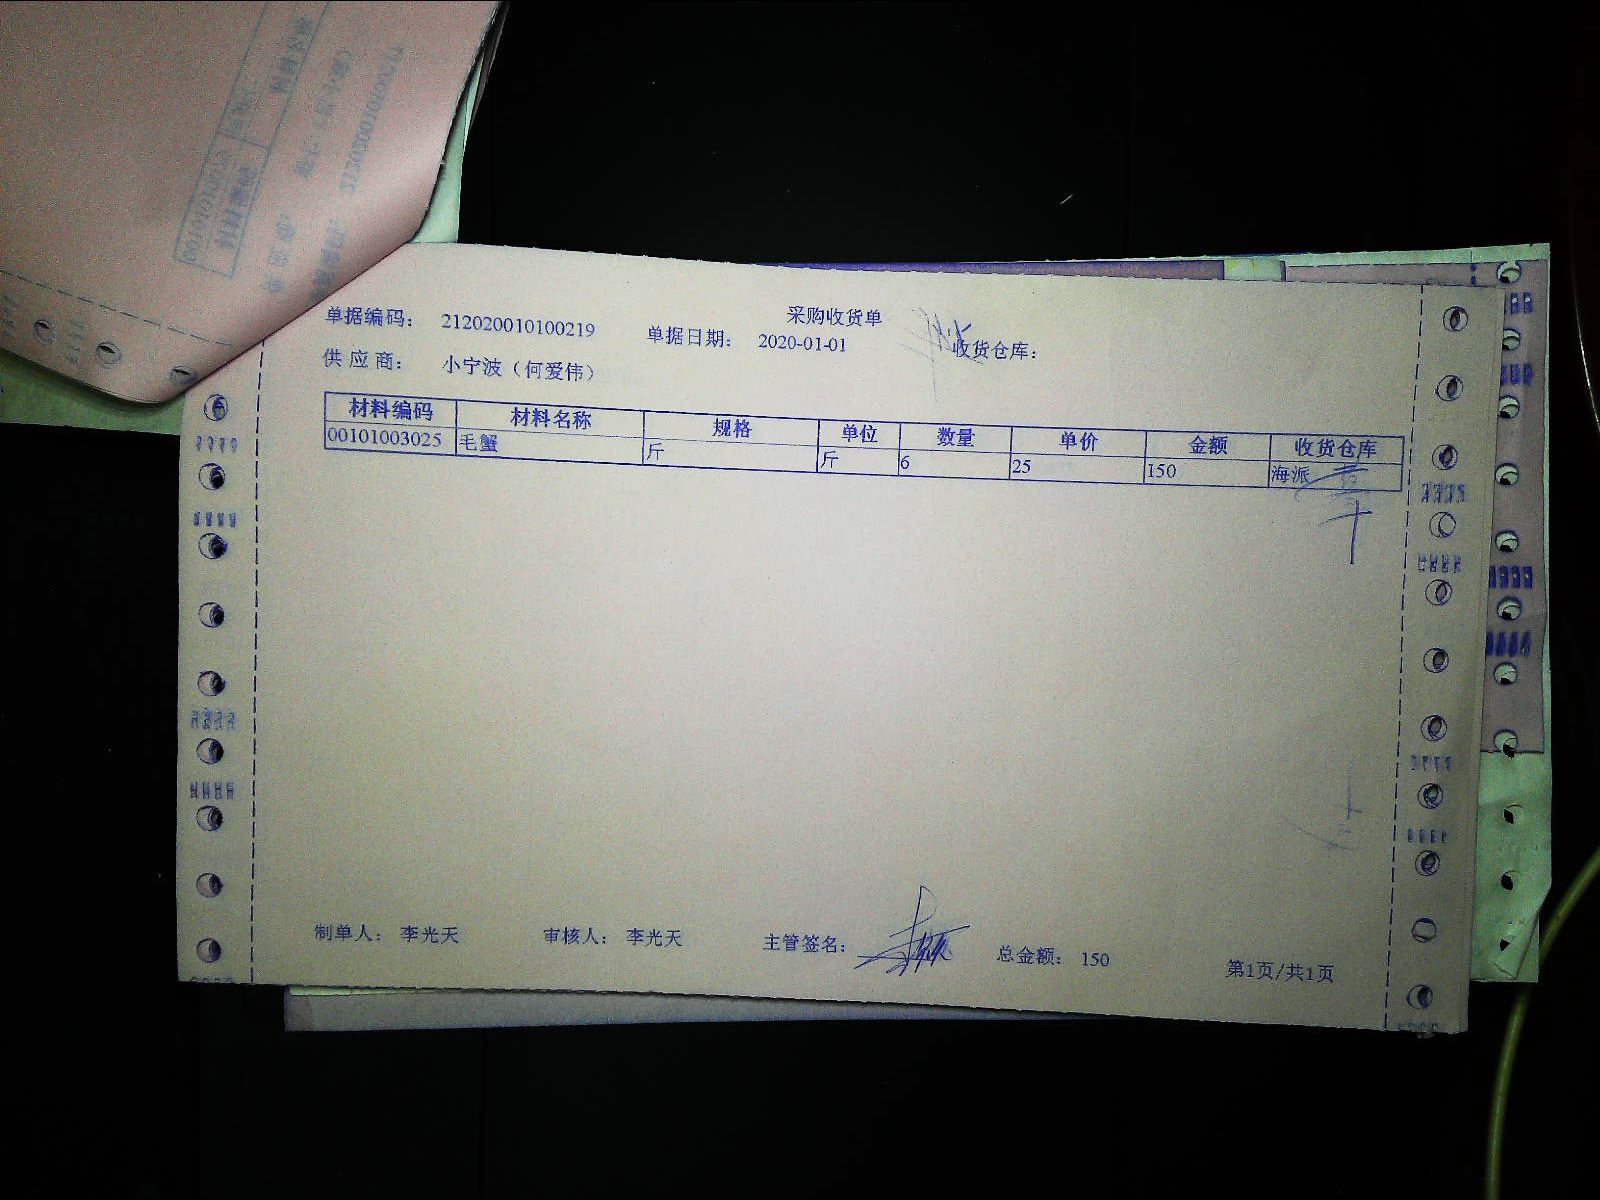 采购收货单
单据编码： 212020010100219 单据日期： 2020-01-01 收货仓库：
供 应 商： 小宁波（何爱伟）
材料编码 材料名称 规格 单位 数量 单价 金额 收货仓库
00101003025 毛蟹 斤 斤 6 25 150 海派
制单人： 李光天 审核人： 李光天 主管签名： 总金额： 150 第1页/共1页